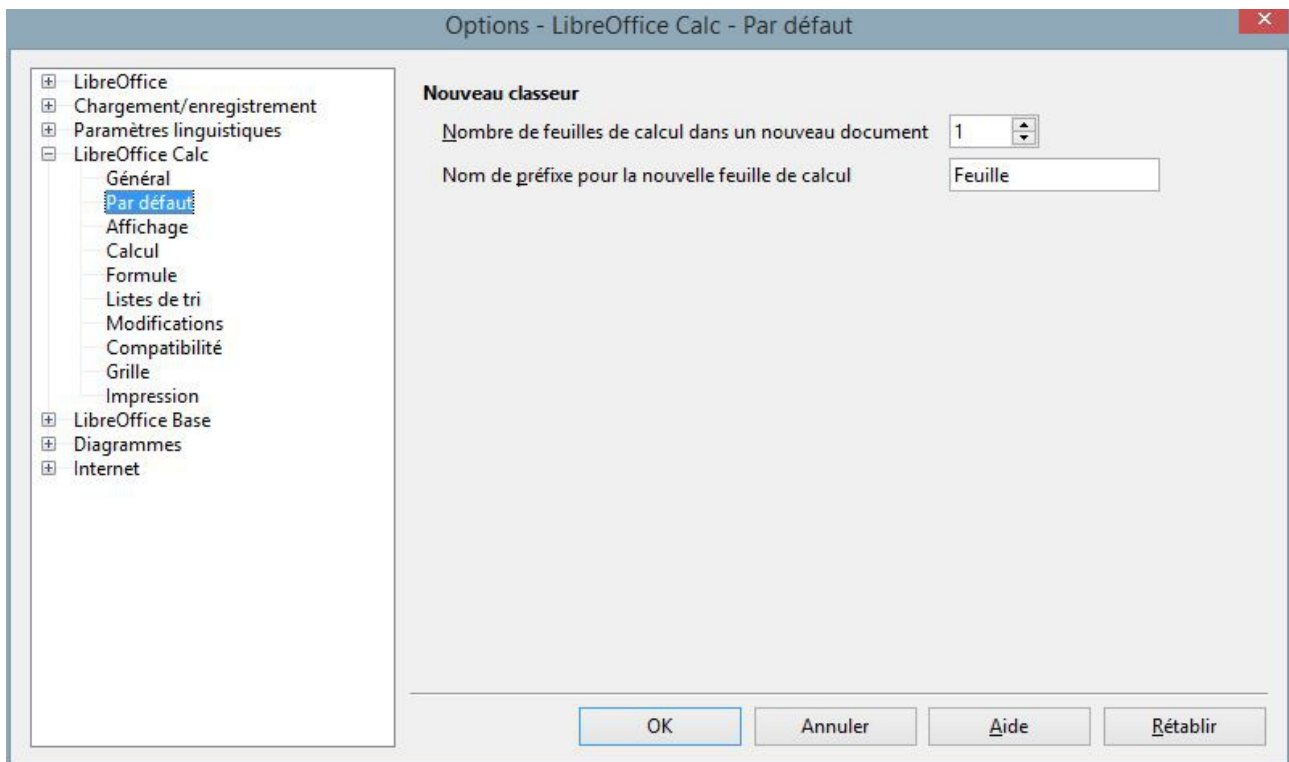 Options - LibreOffice Calc - Par défaut
LibreOffice
Chargement/enregistrement
Paramètres linguistiques
LibreOffice Calc
Général
Par défaut
Affichage
Calcul
Formule
Listes de tri
Modifications
Compatibilité
Grille
Impression
LibreOffice Base
Diagrammes
Internet
Nouveau classeur
Nombre de feuilles de calcul dans un nouveau document 1
Nom de préfixe pour la nouvelle feuille de calcul Feuille
OK Annuler Aide Rétablir